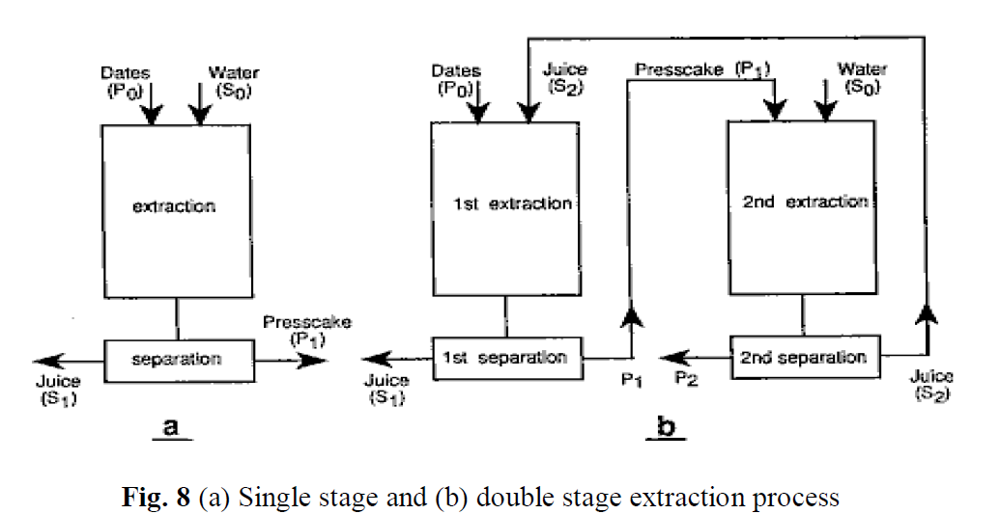 Dates
(P0)
Water
(S0)
extraction
separation
Presscake
(P1)
Juice
(S1)
a
Dates
(P0)
Juice
(S2)
1st extraction
1st separation
Juice
(S1)
P1
Presscake (P1)
Water
(S0)
2nd extraction
2nd separation
P2
Juice
(S2)
b
Fig. 8 (a) Single stage and (b) double stage extraction process